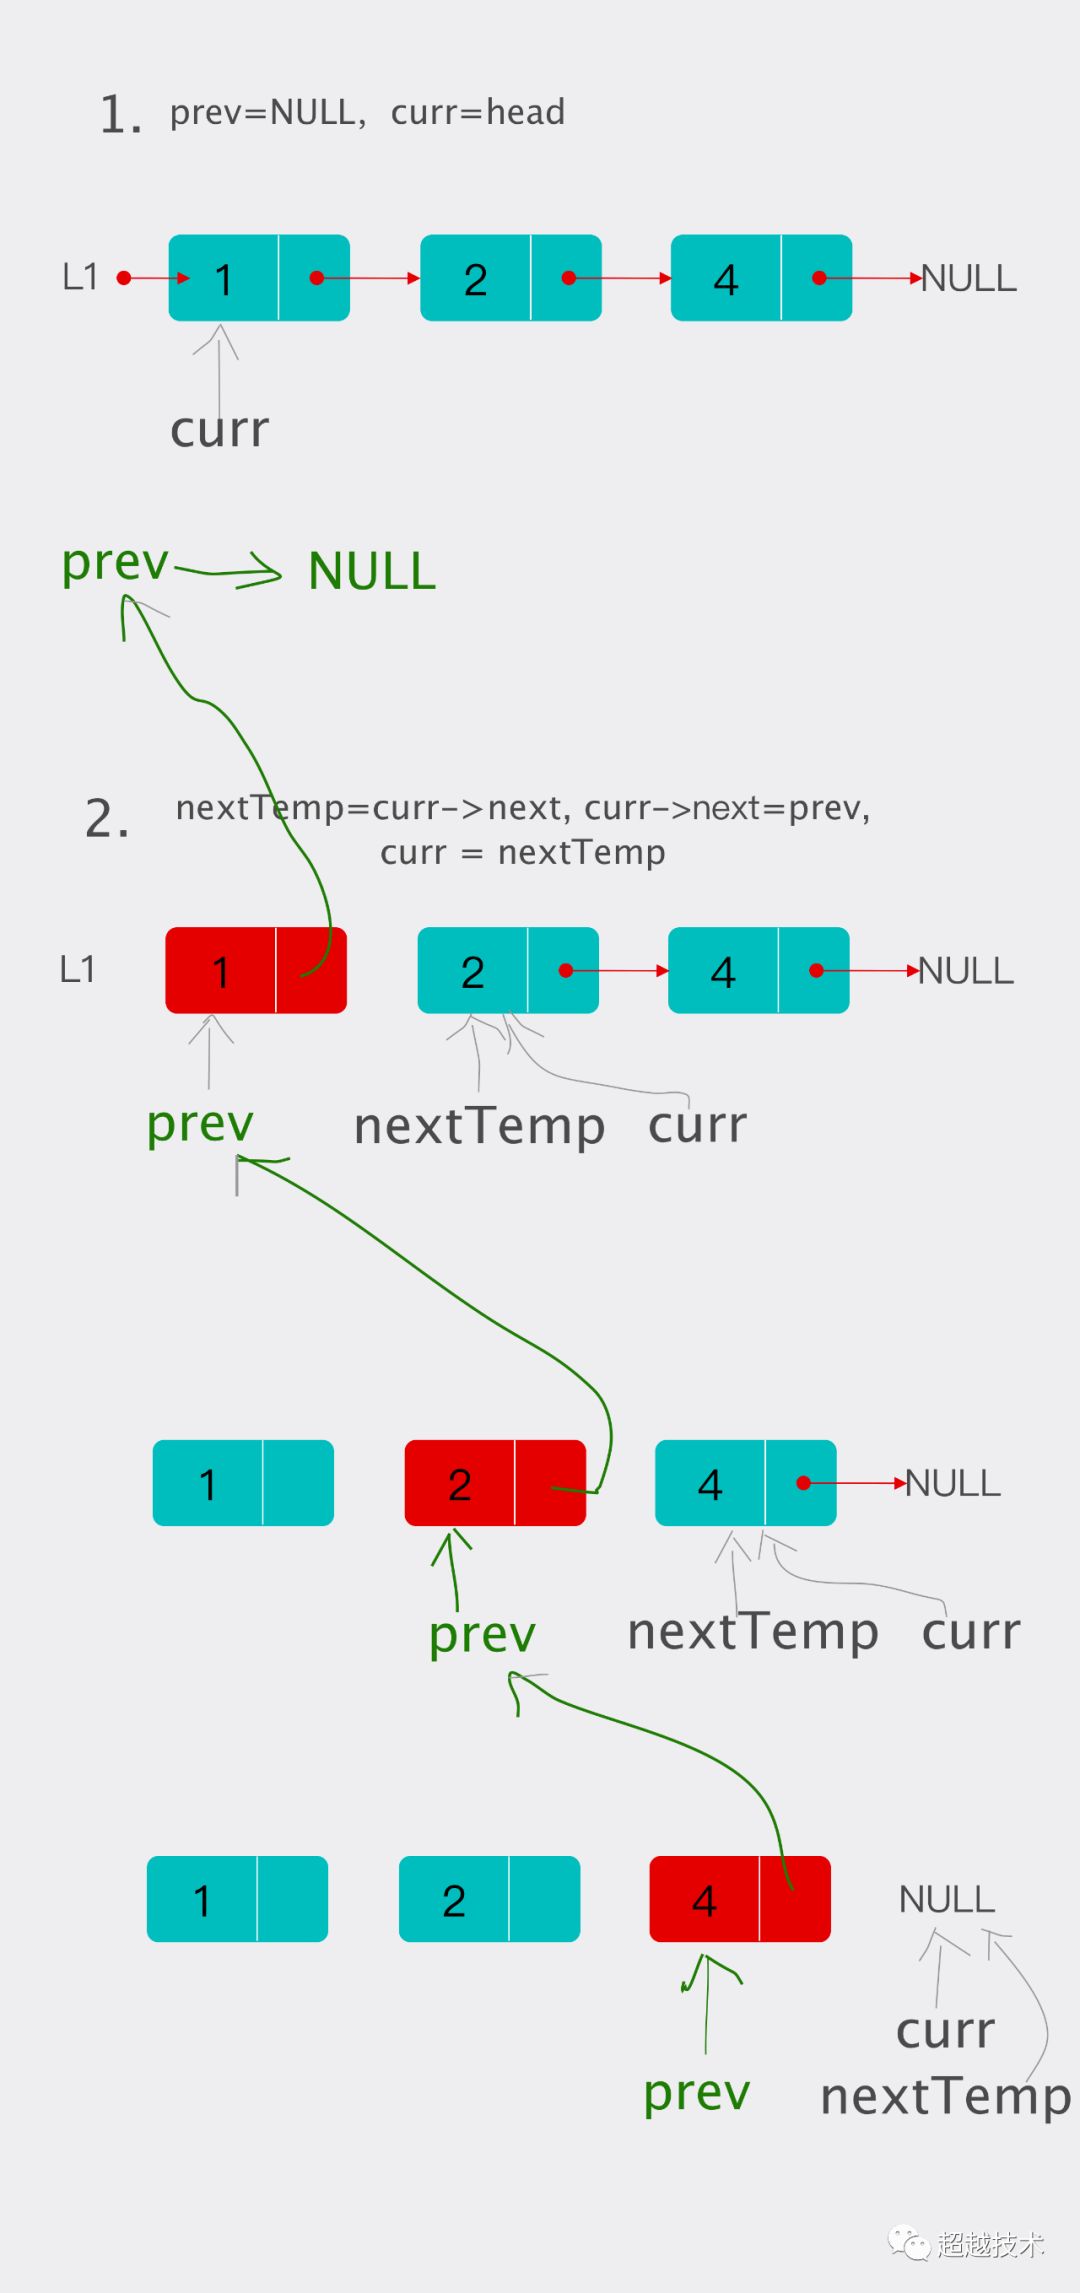 1. prev=NULL, curr=head
L1 1 2 4 NULL
curr
prev NULL
2. nextTemp=curr->next, curr->next=prev,
curr = nextTemp
L1 1 2 4 NULL
prev nextTemp curr
1 2 4 NULL
prev nextTemp curr
1 2 4 NULL
curr
prev nextTemp
超越技术